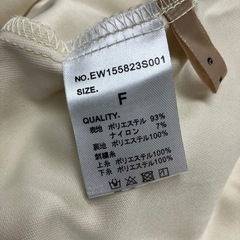 NO.EW155823S001
SIZE.
F
QUALITY.
表地 ポリエステル 93%
ナイロン 7%
裏地 ポリエステル100%
刺繍糸
上糸 ポリエステル100%
下糸 ポリエステル100%